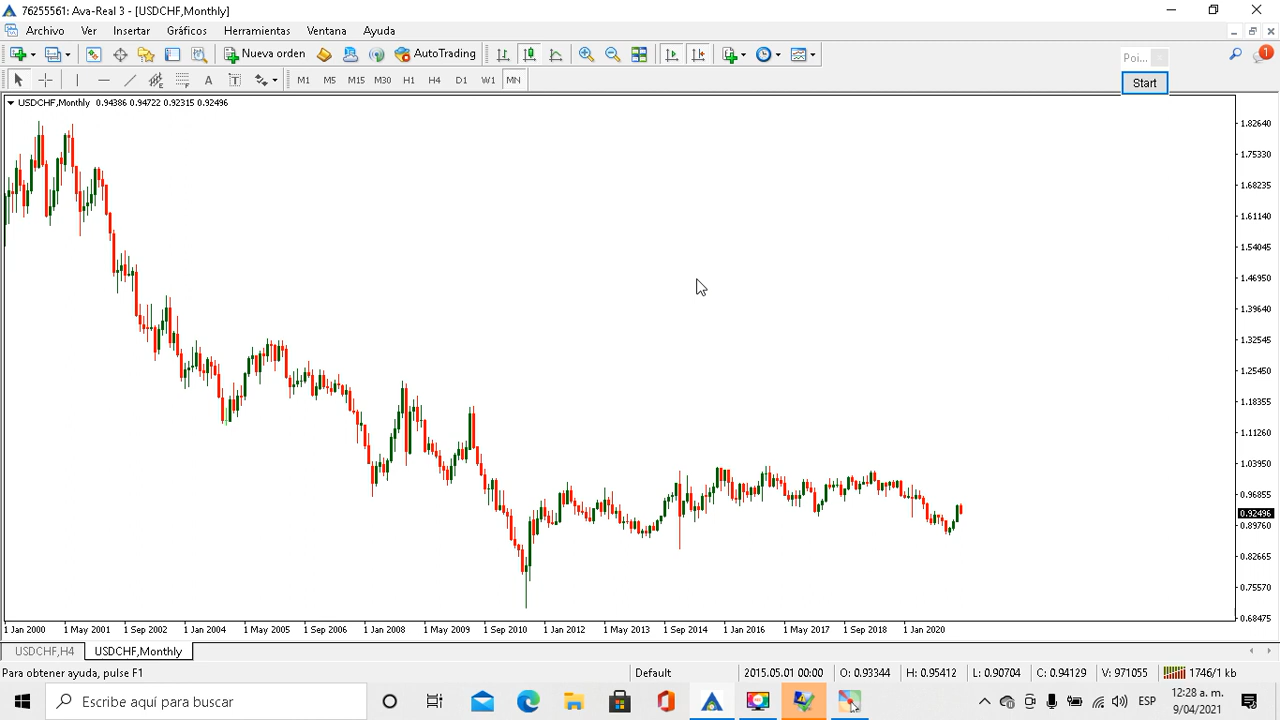 76255561: Ava-Real 3 - [USDCHF,Monthly]
Archivo Ver Insertar Gráficos Herramientas Ventana Ayuda
Nueva orden AutoTrading
Poi...
Start
A T M1 M5 M15 M30 H1 H4 D1 W1 MN
1
USDCHF,Monthly 0.94386 0.94722 0.92315 0.92496
1.82640
1.75330
1.68235
1.61140
1.54045
1.46950
1.39640
1.32545
1.25450
1.18355
1.11260
1.03950
0.96855
0.92496
0.89760
0.82665
0.75570
0.68475
1 Jan 2000 1 May 2001 1 Sep 2002 1 Jan 2004 1 May 2005 1 Sep 2006 1 Jan 2008 1 May 2009 1 Sep 2010 1 Jan 2012 1 May 2013 1 Sep 2014 1 Jan 2016 1 May 2017 1 Sep 2018 1 Jan 2020
USDCHF,H4 USDCHF,Monthly
Para obtener ayuda, pulse F1 Default 2015.05.01 00:00 O: 0.93344 H: 0.95412 L: 0.90704 C: 0.94129 V: 971055 1746/1 kb
Escribe aquí para buscar
ESP
12:28 a. m.
9/04/2021